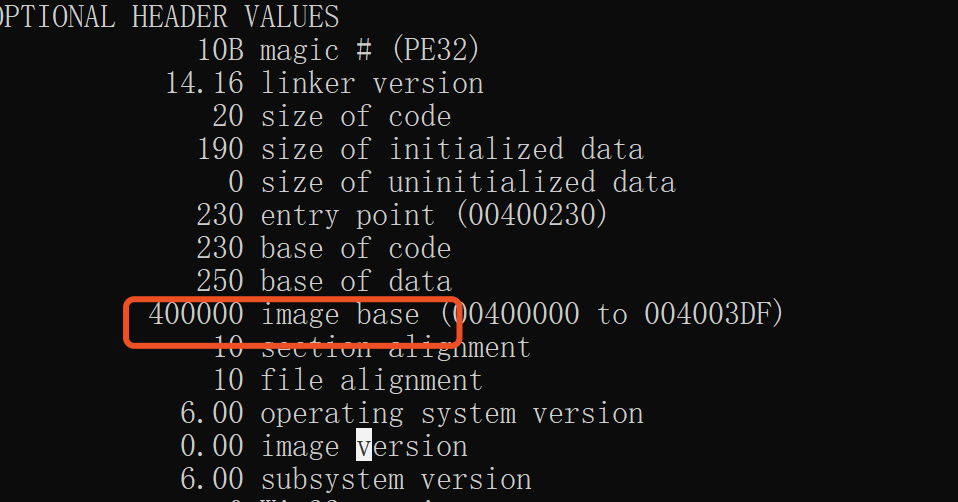 OPTIONAL HEADER VALUES
10B magic # (PE32)
14.16 linker version
20 size of code
190 size of initialized data
0 size of uninitialized data
230 entry point (00400230)
230 base of code
250 base of data
400000 image base (00400000 to 004003DF)
10 section alignment
10 file alignment
6.00 operating system version
0.00 image version
6.00 subsystem version